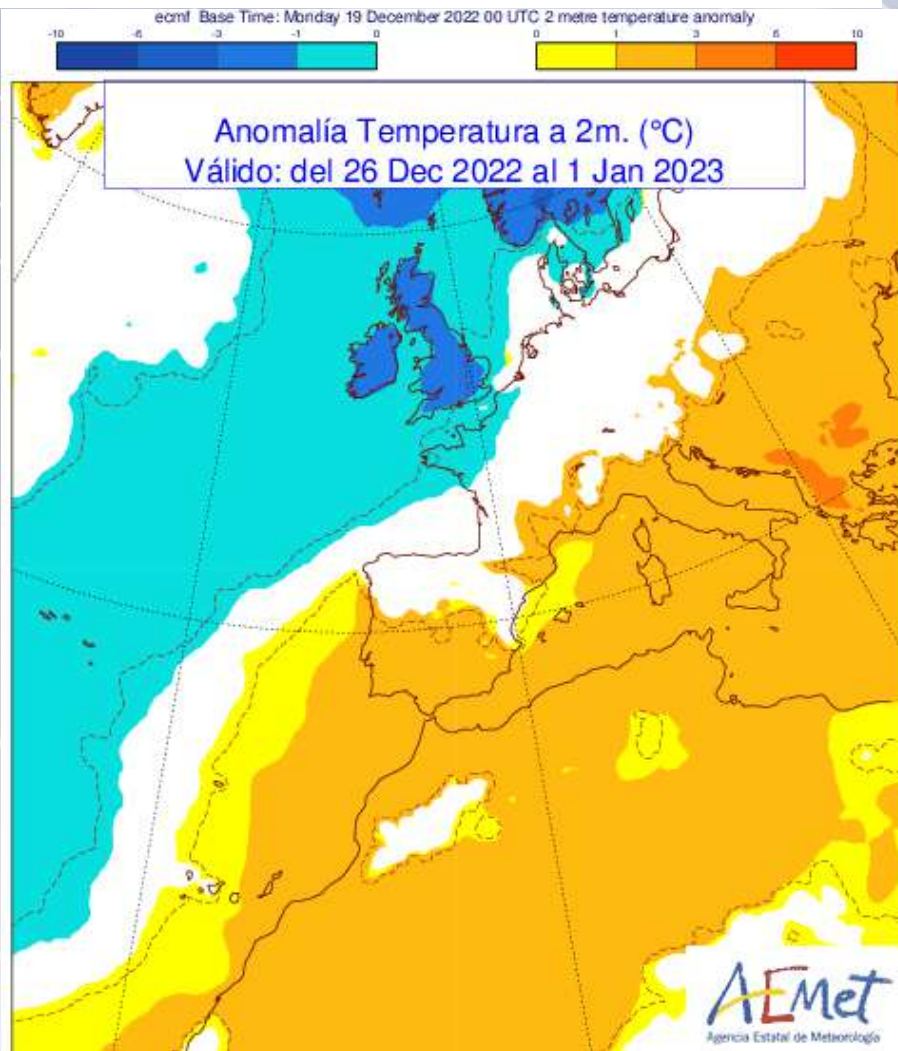 ecmf Base Time: Monday 19 December 2022 00 UTC 2 metre temperature anomaly
-10 -6 -3 -1 0 0 1 3 6 10
Anomalía Temperatura a 2m. (°C)
Válido: del 26 Dec 2022 al 1 Jan 2023
AEMet
Agencia Estatal de Meteorología